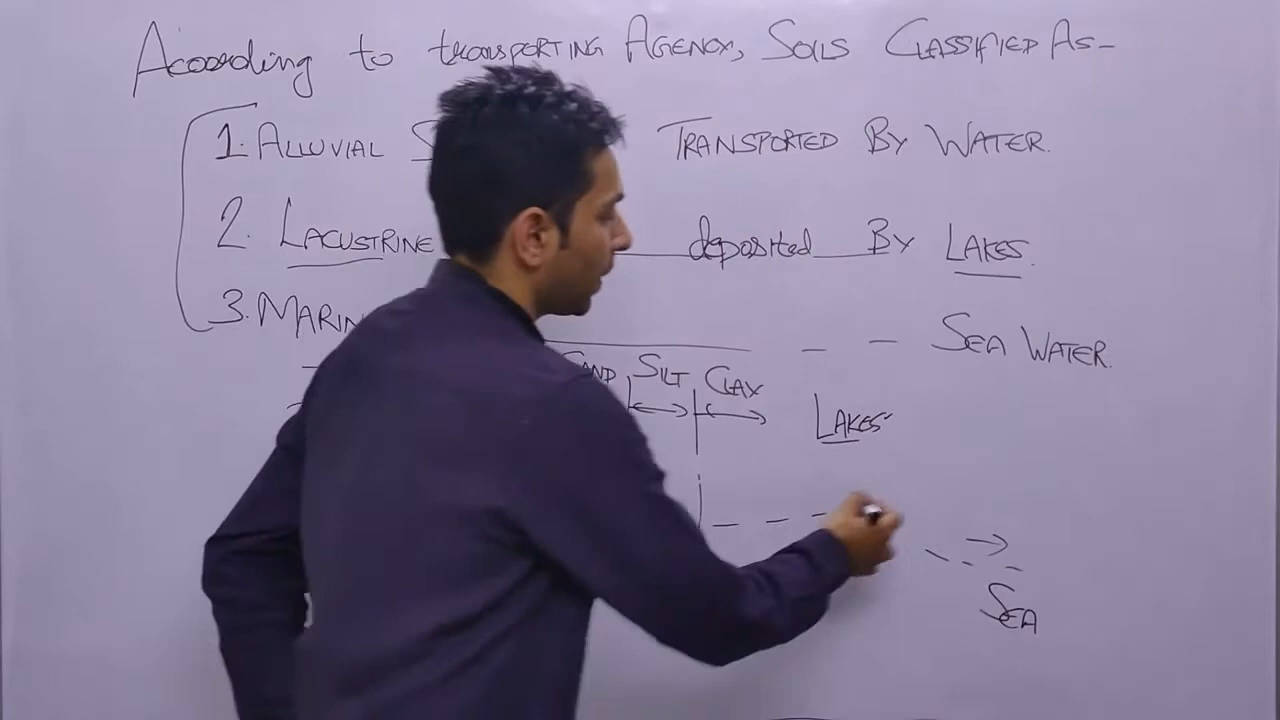 According to transPORTING AGENCY, SOILS CLASSIFIED AS-
1. ALLUVIAL S TRANSPORTED BY WATER.
2. LACUSTRINE deposited BY LAKES.
3. MARIN SEA WATER.
SAND SILT CLAY
LAKES
SEA